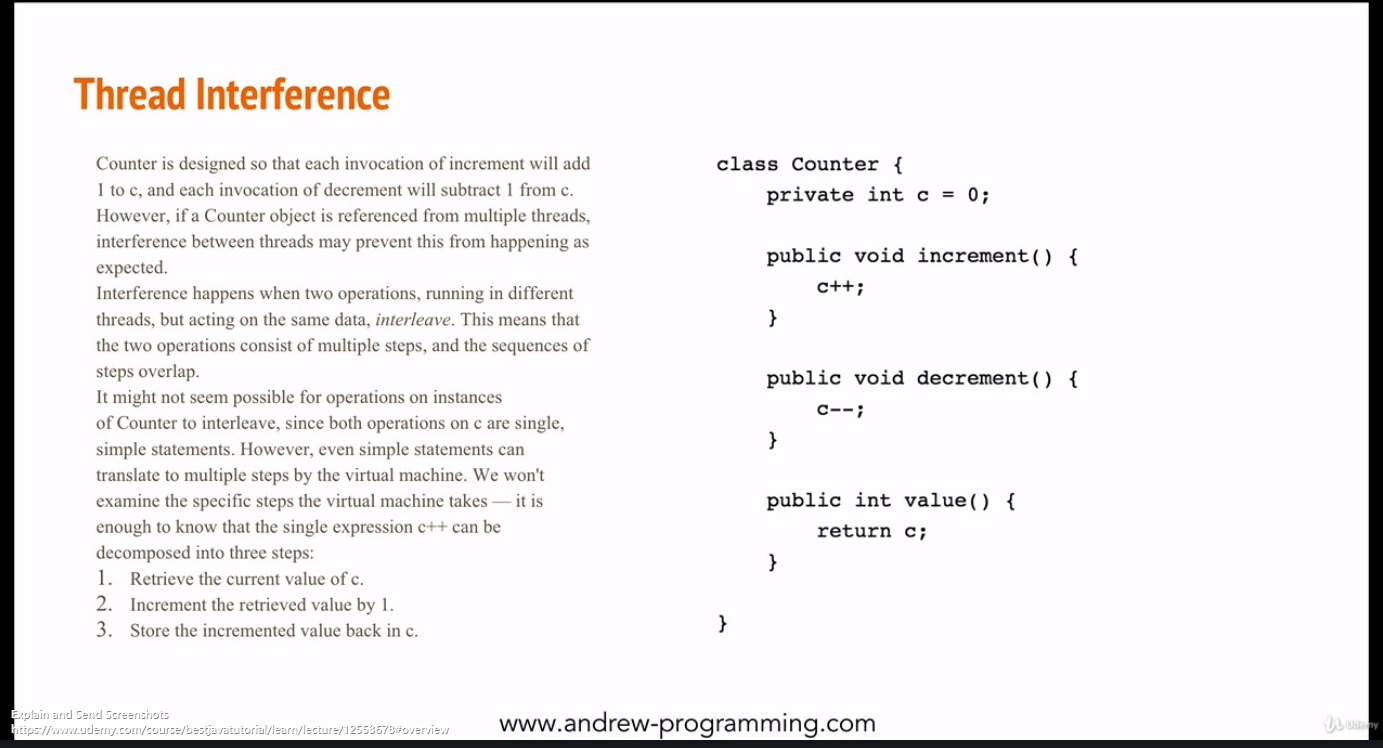 Thread Interference
Counter is designed so that each invocation of increment will add
1 to c, and each invocation of decrement will subtract 1 from c.
However, if a Counter object is referenced from multiple threads,
interference between threads may prevent this from happening as
expected.
Interference happens when two operations, running in different
threads, but acting on the same data, interleave. This means that
the two operations consist of multiple steps, and the sequences of
steps overlap.
It might not seem possible for operations on instances
of Counter to interleave, since both operations on c are single,
simple statements. However, even simple statements can
translate to multiple steps by the virtual machine. We won't
examine the specific steps the virtual machine takes — it is
enough to know that the single expression c++ can be
decomposed into three steps:
1. Retrieve the current value of c.
2. Increment the retrieved value by 1.
3. Store the incremented value back in c.
class Counter {
    private int c = 0;
    public void increment() {
        c++;
    }
    public void decrement() {
        c--;
    }
    public int value() {
        return c;
    }
}
Explain and Send Screenshots
https://www.udemy.com/course/bestjavatutorial/learn/lecture/12553678#overview
www.andrew-programming.com
Udemy